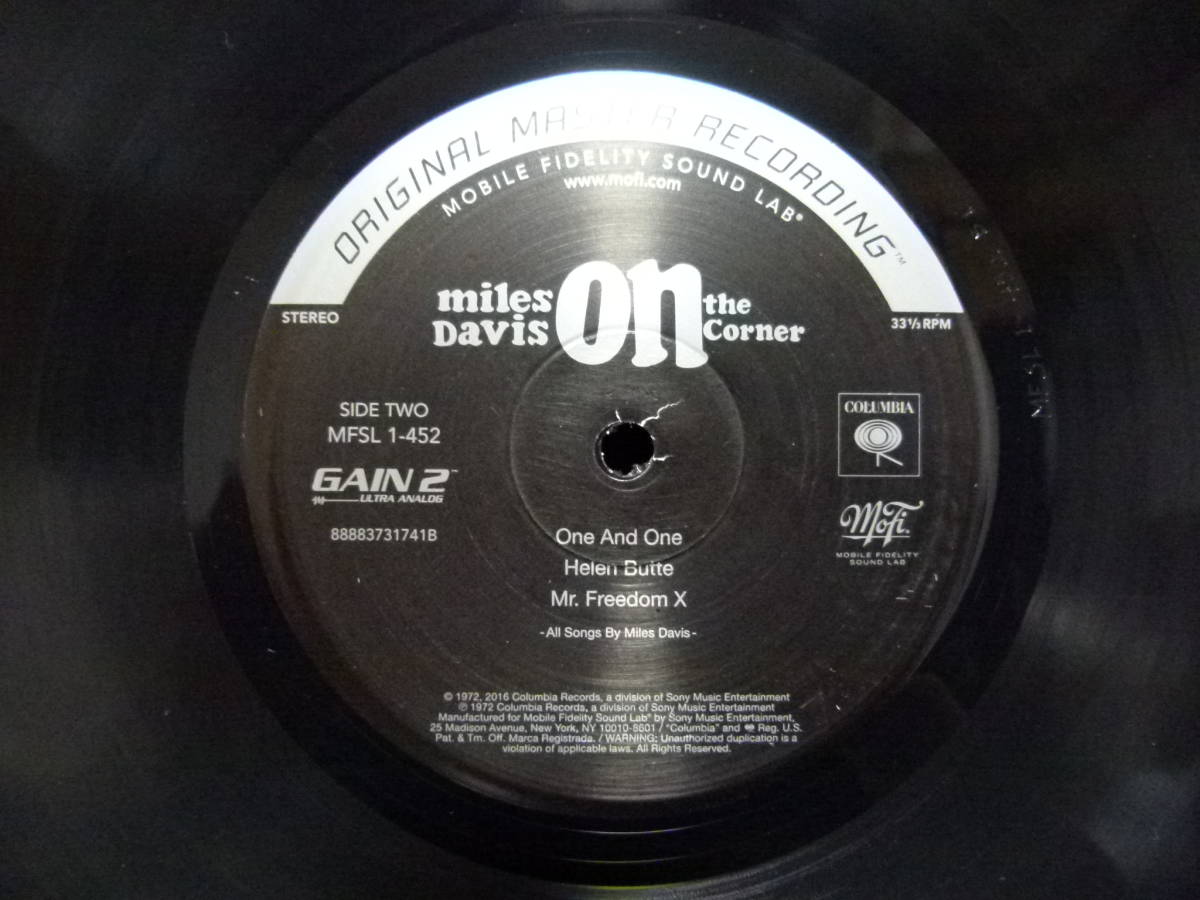 ORIGINAL MASTER RECORDING™
MOBILE FIDELITY SOUND LAB®
www.mofi.com
STEREO
33⅓ RPM
miles Davis on the Corner
SIDE TWO
MFSL 1-452
GAIN 2™
ULTRA ANALOG
88883731741B
COLUMBIA
MoFi
MOBILE FIDELITY
SOUND LAB
One And One
Helen Butte
Mr. Freedom X
-All Songs By Miles Davis-
© 1972, 2016 Columbia Records, a division of Sony Music Entertainment
℗ 1972 Columbia Records, a division of Sony Music Entertainment
Manufactured for Mobile Fidelity Sound Lab® by Sony Music Entertainment,
25 Madison Avenue, New York, NY 10010-8601 / "Columbia" and Reg. U.S.
Pat. & Tm. Off. Marca Registrada. / WARNING: Unauthorized duplication is a
violation of applicable laws. All Rights Reserved.